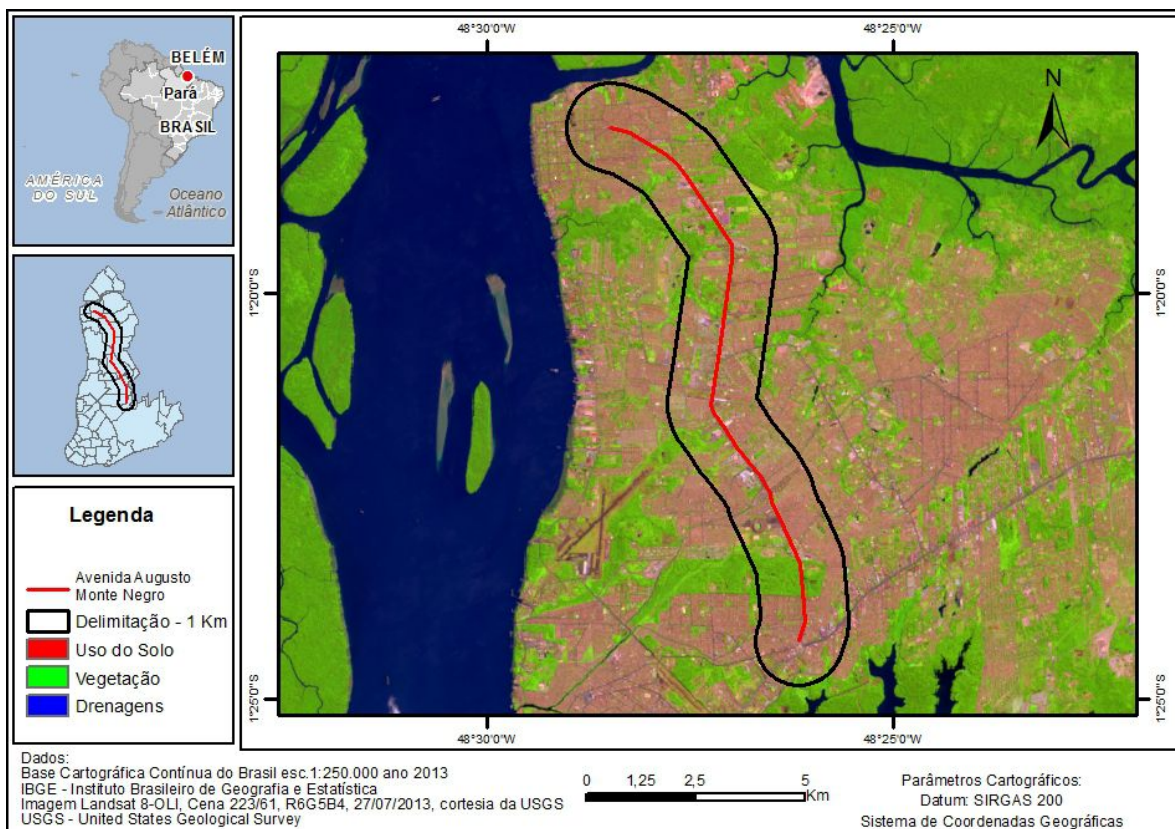 BELÉM
Pará
BRASIL
AMÉRICA
DO SUL
Oceano
Atlântico
Legenda
Avenida Augusto
Monte Negro
Delimitação - 1 Km
Uso do Solo
Vegetação
Drenagens
48°30'0"W
48°25'0"W
N
1°20'0"S
1°20'0"S
1°25'0"S
1°25'0"S
48°30'0"W
48°25'0"W
Dados:
Base Cartográfica Contínua do Brasil esc.1:250.000 ano 2013
IBGE - Instituto Brasileiro de Geografia e Estatística
Imagem Landsat 8-OLI, Cena 223/61, R6G5B4, 27/07/2013, cortesia da USGS
USGS - United States Geological Survey
0 1,25 2,5 5
Km
Parâmetros Cartográficos:
Datum: SIRGAS 200
Sistema de Coordenadas Geográficas